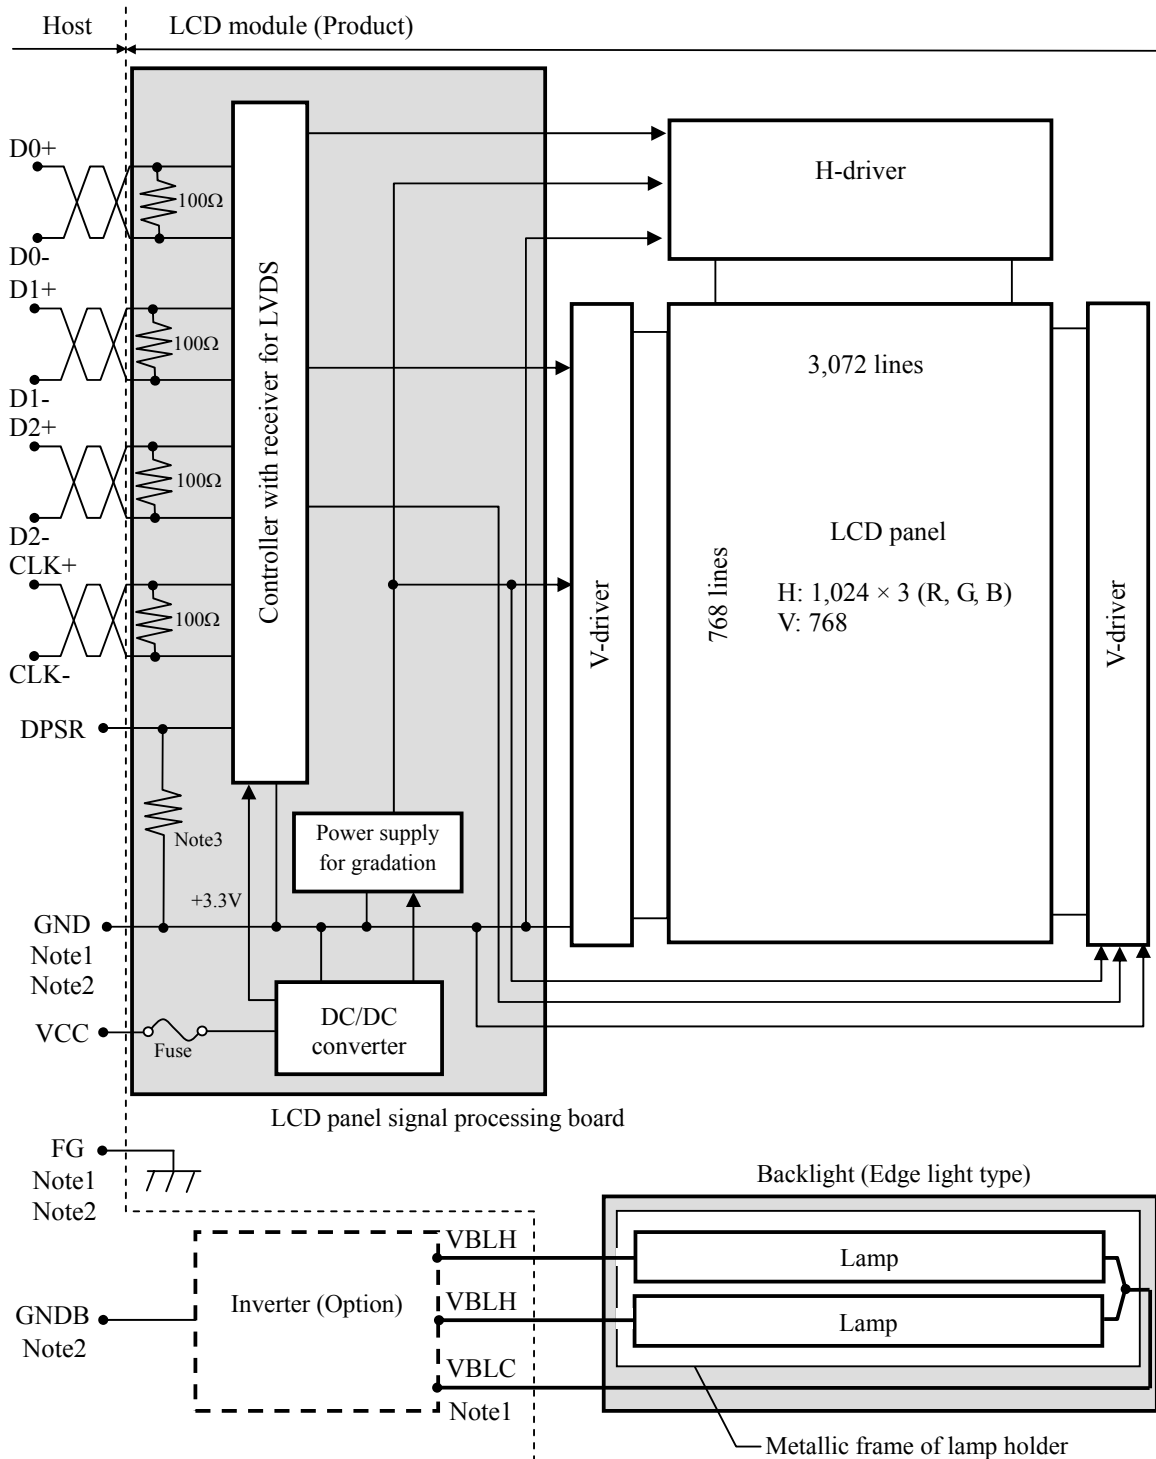 Host
LCD module (Product)
D0+
100Ω
D0-
D1+
100Ω
D1-
D2+
100Ω
D2-
CLK+
100Ω
CLK-
DPSR
Note3
Controller with receiver for LVDS
H-driver
3,072 lines
768 lines
LCD panel
H: 1,024 × 3 (R, G, B)
V: 768
V-driver
V-driver
Power supply
for gradation
+3.3V
GND
Note1
Note2
VCC
Fuse
DC/DC
converter
LCD panel signal processing board
FG
Note1
Note2
Backlight (Edge light type)
VBLH
Lamp
Inverter (Option)
VBLH
Lamp
GNDB
Note2
VBLC
Note1
Metallic frame of lamp holder